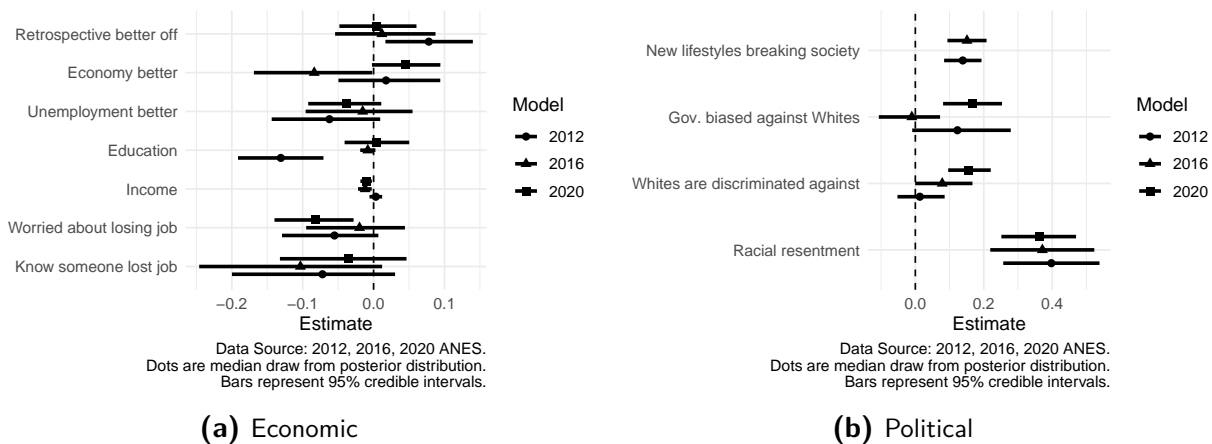 Retrospective better off
Economy better
Unemployment better
Education
Income
Worried about losing job
Know someone lost job
−0.2 −0.1 0.0 0.1
Estimate
Model
2012
2016
2020
Data Source: 2012, 2016, 2020 ANES.
Dots are median draw from posterior distribution.
Bars represent 95% credible intervals.
(a) Economic
New lifestyles breaking society
Gov. biased against Whites
Whites are discriminated against
Racial resentment
0.0 0.2 0.4
Estimate
Model
2012
2016
2020
Data Source: 2012, 2016, 2020 ANES.
Dots are median draw from posterior distribution.
Bars represent 95% credible intervals.
(b) Political